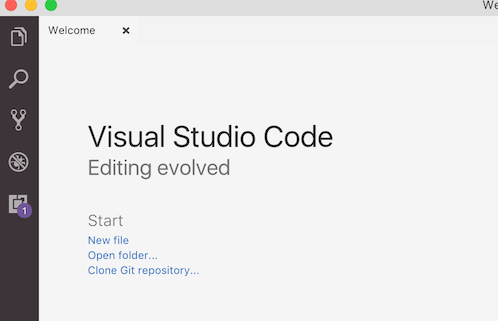 We
Welcome
Visual Studio Code
Editing evolved
Start
New file
Open folder...
Clone Git repository...
1